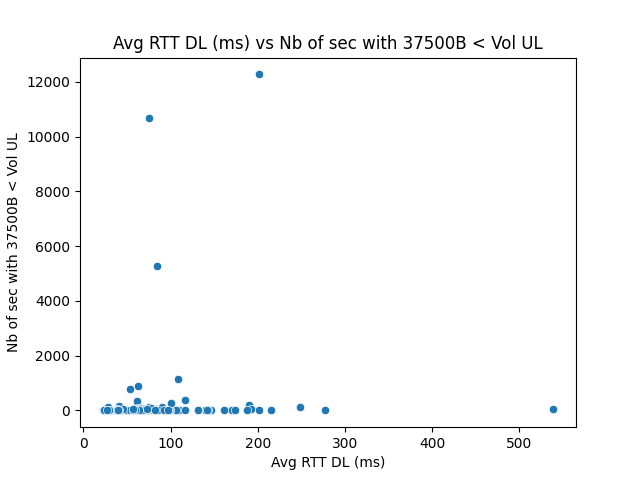 Avg RTT DL (ms) vs Nb of sec with 37500B < Vol UL
Nb of sec with 37500B < Vol UL
12000
10000
8000
6000
4000
2000
0
0 100 200 300 400 500
Avg RTT DL (ms)